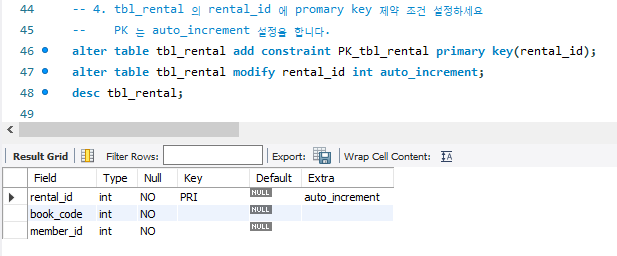 44 -- 4. tbl_rental 의 rental_id 에 promary key 제약 조건 설정하세요
45 -- PK 는 auto_increment 설정을 합니다.
46 alter table tbl_rental add constraint PK_tbl_rental primary key(rental_id);
47 alter table tbl_rental modify rental_id int auto_increment;
48 desc tbl_rental;
49
Result Grid Filter Rows: Export: Wrap Cell Content: IA
Field Type Null Key Default Extra
rental_id int NO PRI NULL auto_increment
book_code int NO NULL
member_id int NO NULL